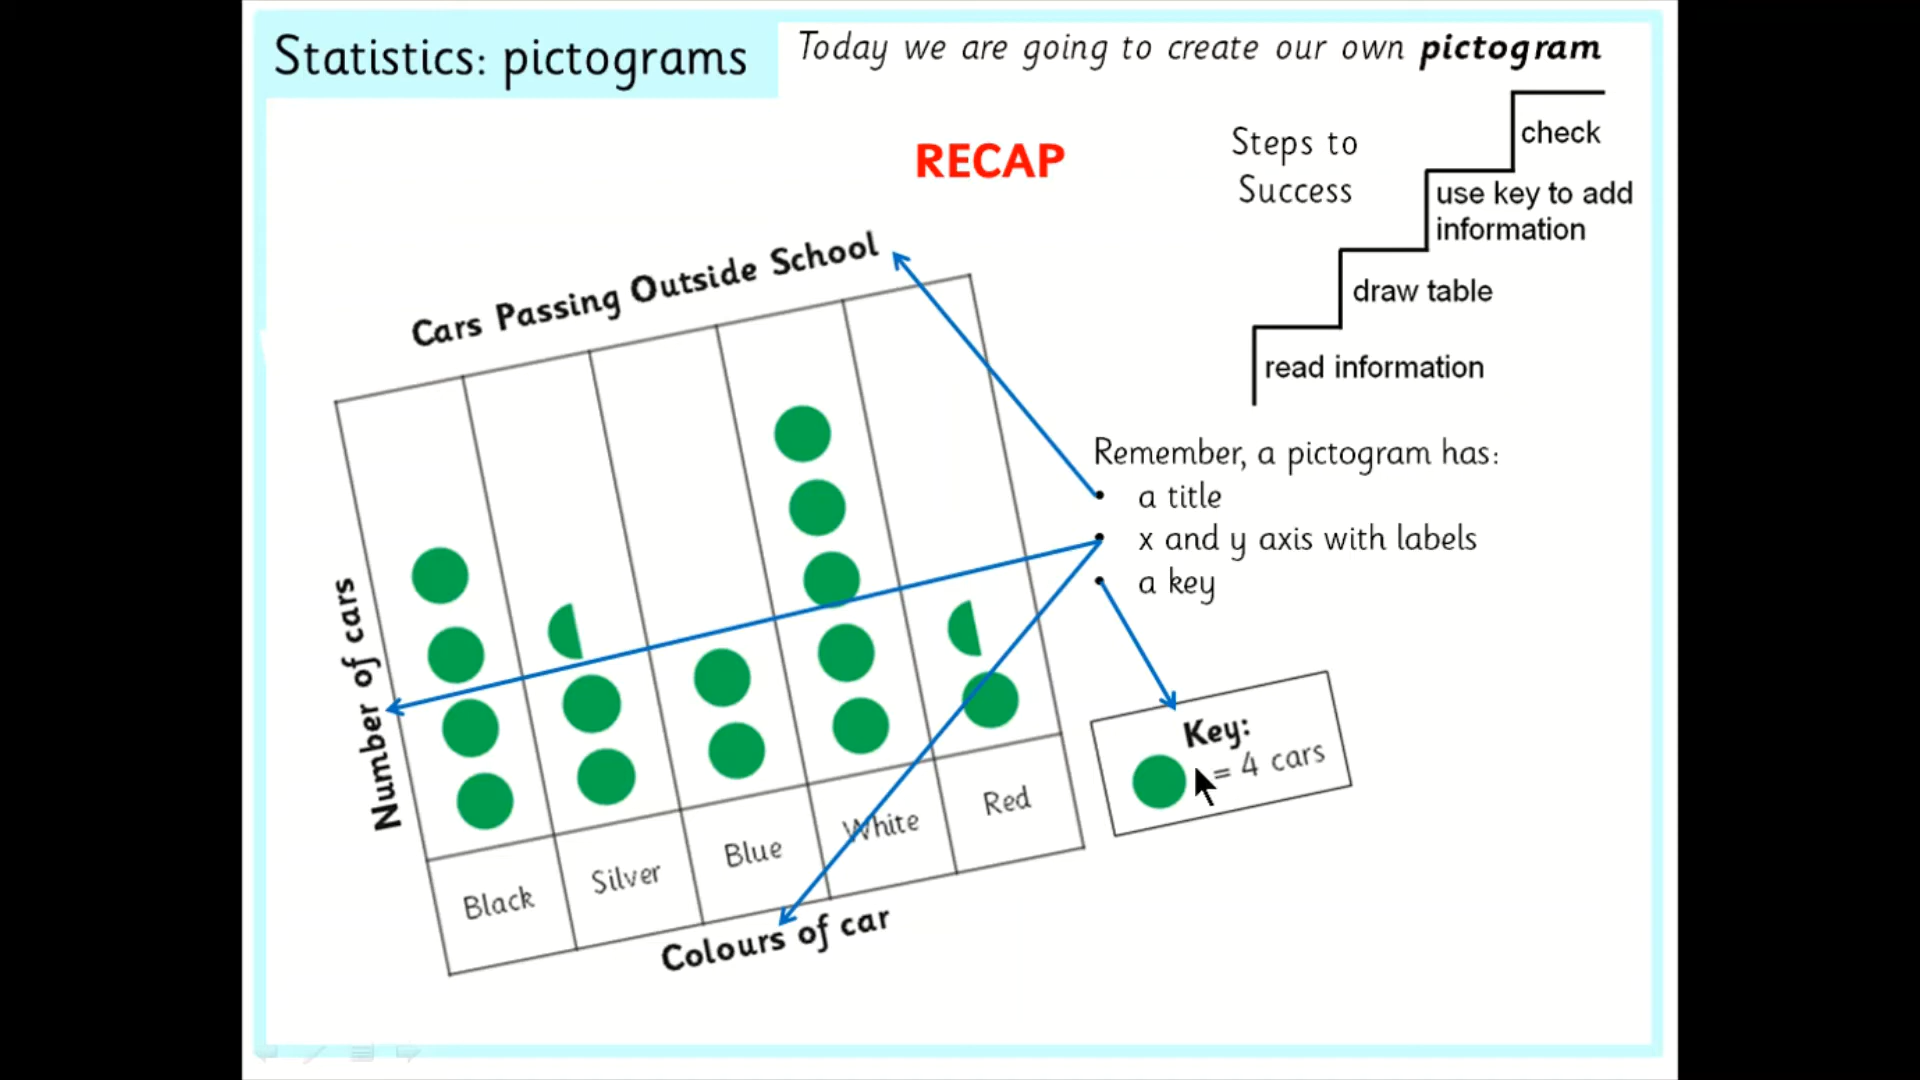 Statistics: pictograms
Today we are going to create our own pictogram
RECAP
Steps to
Success
check
use key to add
information
draw table
read information
Cars Passing Outside School
Number of cars
Black
Silver
Blue
White
Red
Colours of car
Remember, a pictogram has:
• a title
• x and y axis with labels
• a key
Key:
= 4 cars